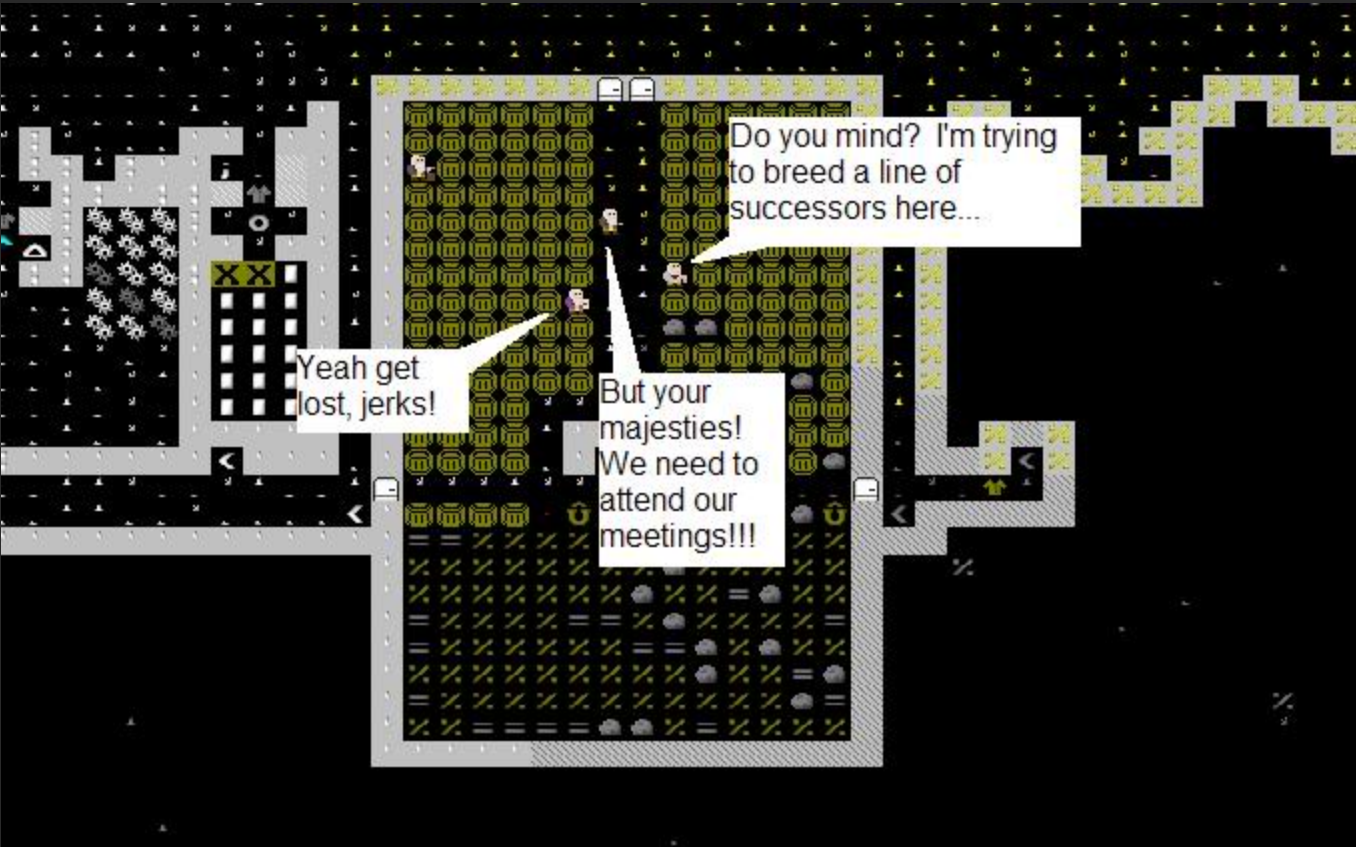 Do you mind?  I'm trying
to breed a line of
successors here...
Yeah get
lost, jerks!
But your
majesties!
We need to
attend our
meetings!!!